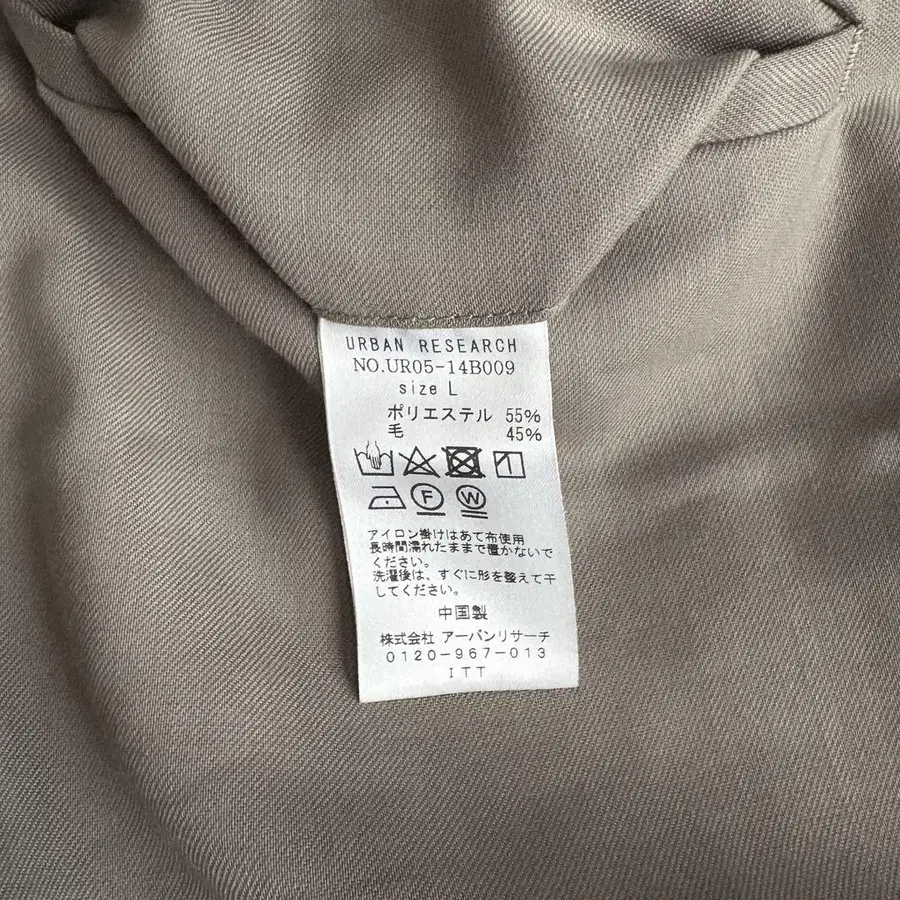 URBAN RESEARCH
NO.UR05-14B009
size L
ポリエステル 55%
毛 45%
F W
アイロン掛けはあて布使用
長時間濡れたままで置かないで
ください。
洗濯後は、すぐに形を整えて干
してください。
中国製
株式会社 アーバンリサーチ
0120-967-013
ITT